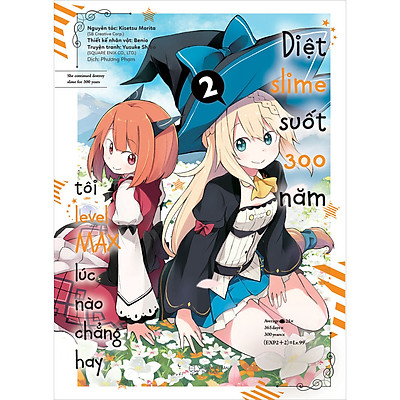 Nguyên tác: Kisetsu Morita
(SB Creative Corp.)
Thiết kế nhân vật: Benio
Truyện tranh: Yusuke Shiba
(SQUARE ENIX CO., LTD.)
Dịch: Phương Phạm
She continued destroy
slime for 300 years
2
Diệt
slime
suốt
300
năm
tôi
level
MAX
lúc
nào
chẳng
hay
365days×
300years=